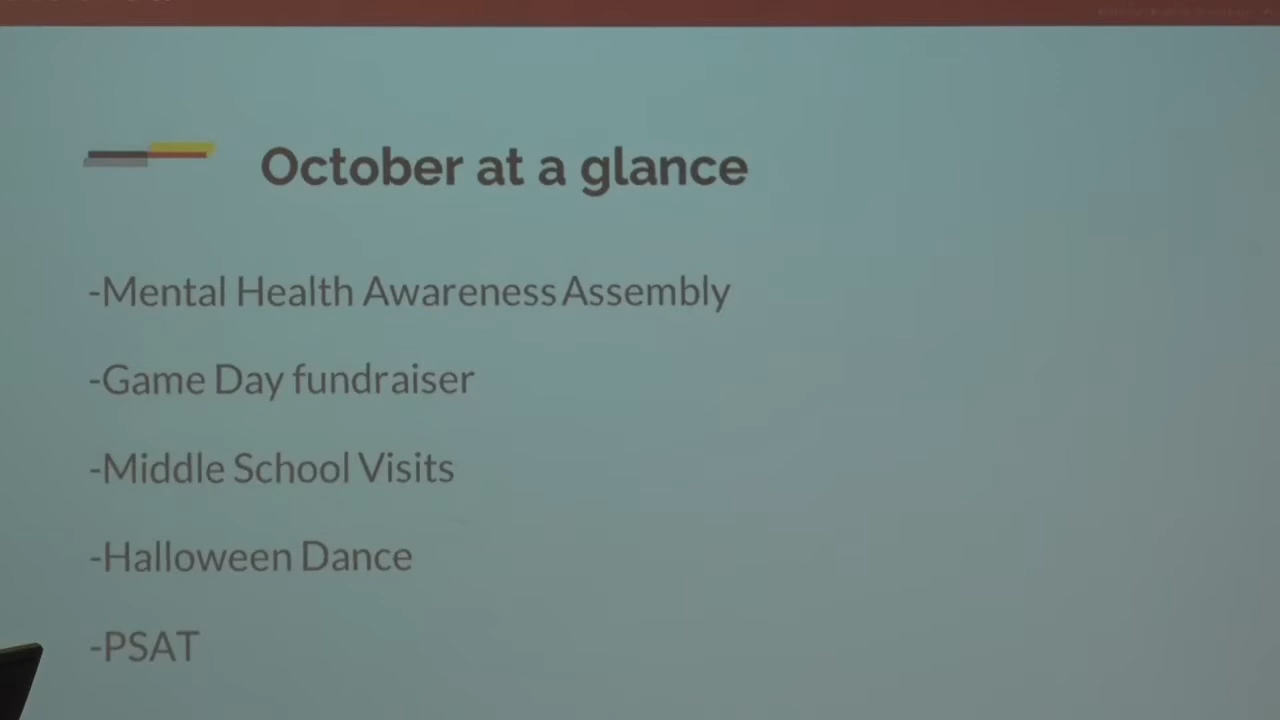 October at a glance
-Mental Health Awareness Assembly
-Game Day fundraiser
-Middle School Visits
-Halloween Dance
-PSAT